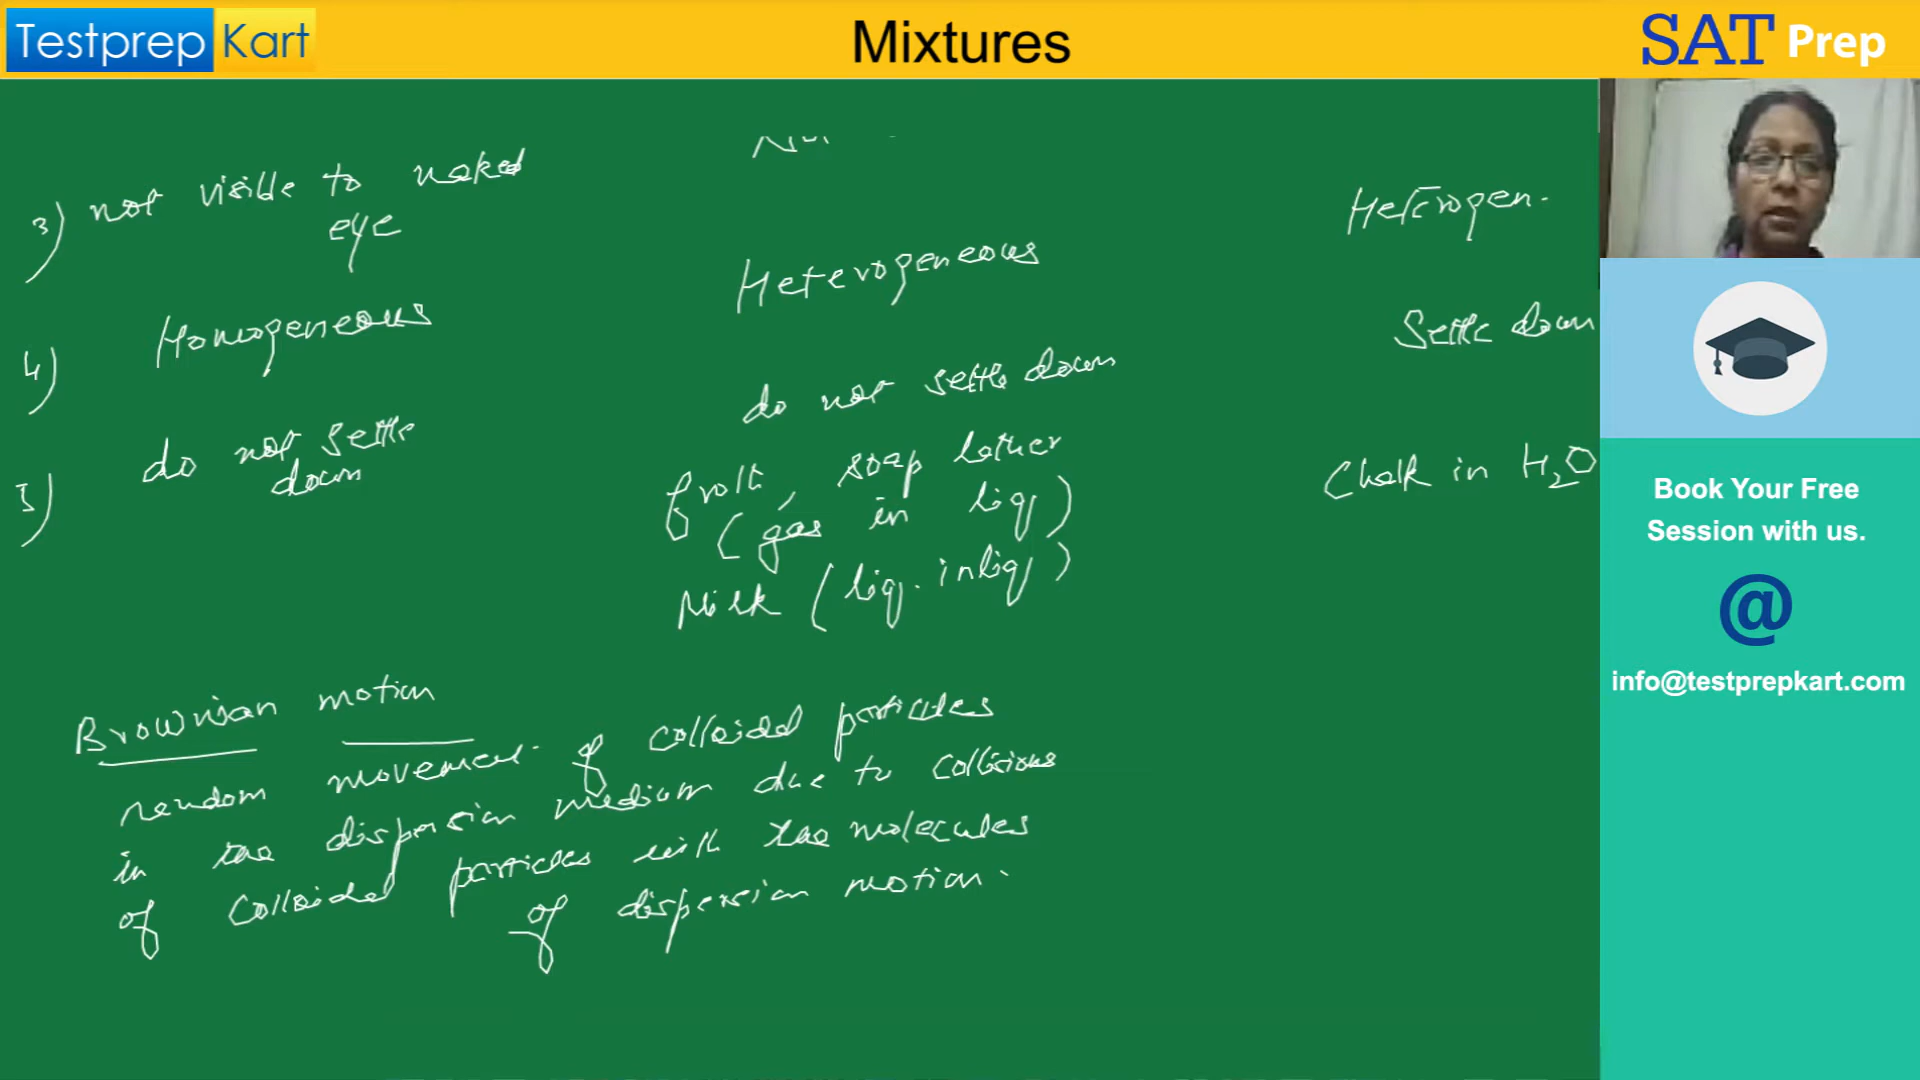 Testprep Kart
Mixtures
SAT Prep
3) not visible to naked
eye
Heterogen.
4) Homogeneous
Heterogeneous
Settle down
5) do not settle
down
do not settle down
froth, soap lather
(gas in liq)
Chalk in H2O
Milk (liq. in liq)
Brownian motion
random movement of colloidal particles
in the dispersion medium due to collisions
of colloidal particles with the molecules
of dispersion motion.
Book Your Free
Session with us.
@
info@testprepkart.com